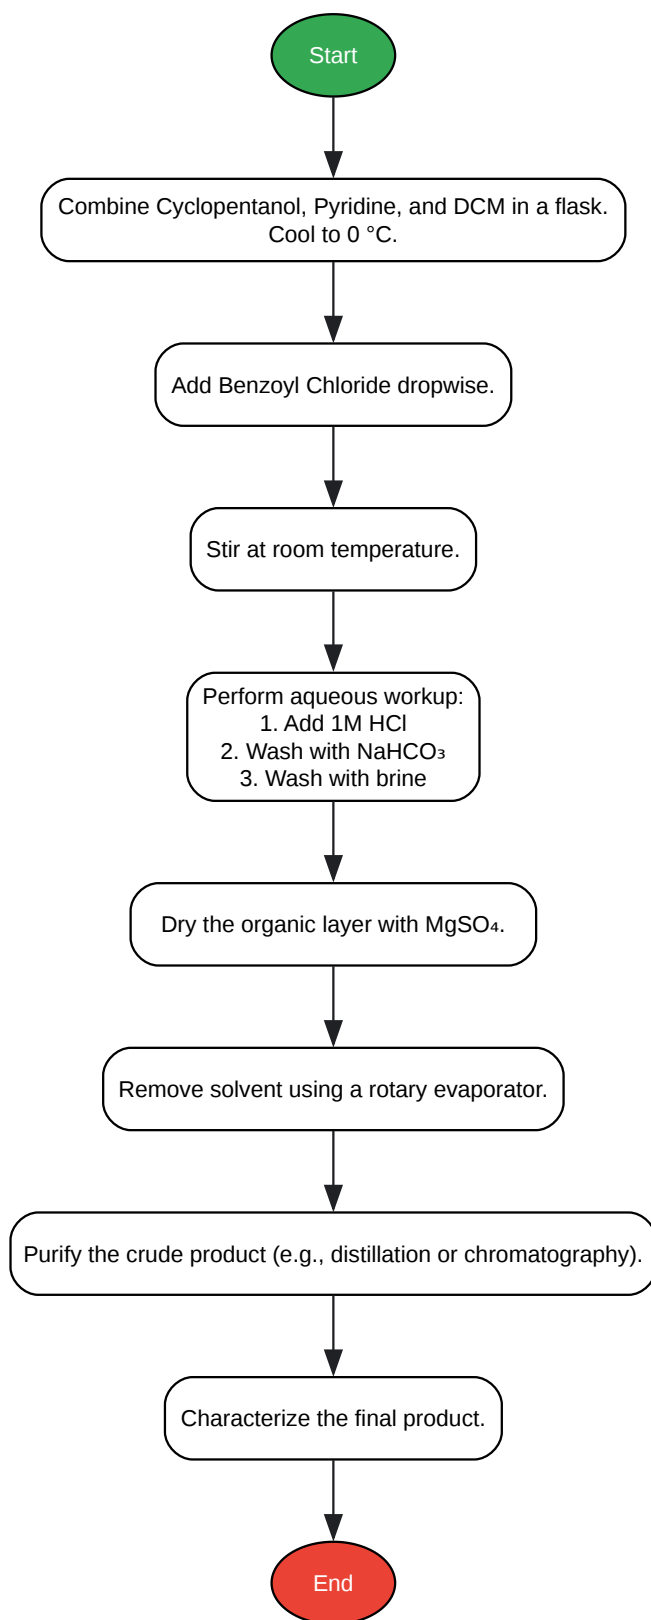 Start
Combine Cyclopentanol, Pyridine, and DCM in a flask.
Cool to 0 °C.
Add Benzoyl Chloride dropwise.
Stir at room temperature.
Perform aqueous workup:
1. Add 1M HCl
2. Wash with NaHCO₃
3. Wash with brine
Dry the organic layer with MgSO₄.
Remove solvent using a rotary evaporator.
Purify the crude product (e.g., distillation or chromatography).
Characterize the final product.
End